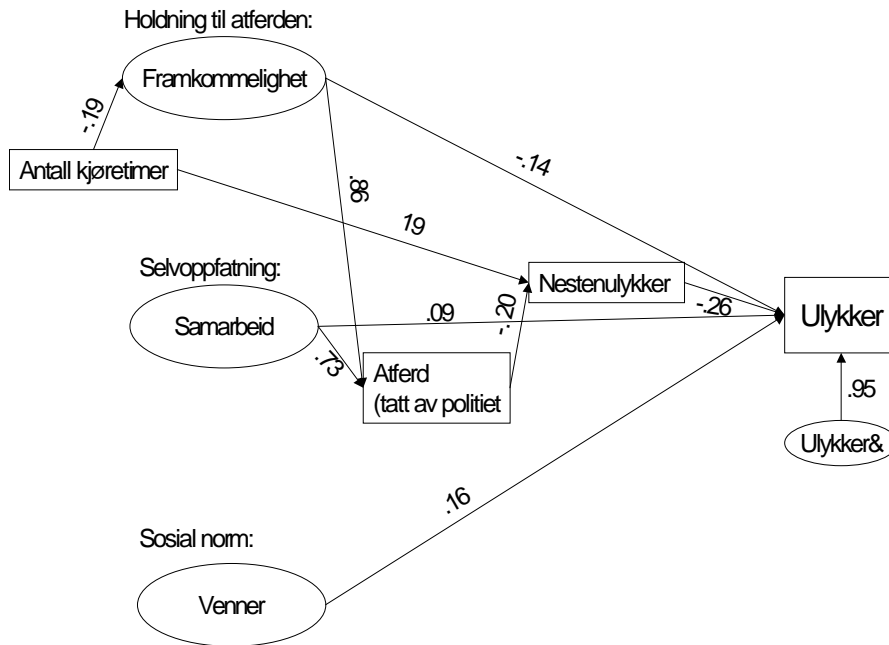 Holdning til atferden:
Framkommelighet
-.19
Antall kjøretimer
-.14
.86
19
Selvoppfatning:
Nestenulykker
Samarbeid
.09
-.20
-.26
Ulykker
.73
Atferd
(tatt av politiet
.95
Ulykker&
.16
Sosial norm:
Venner